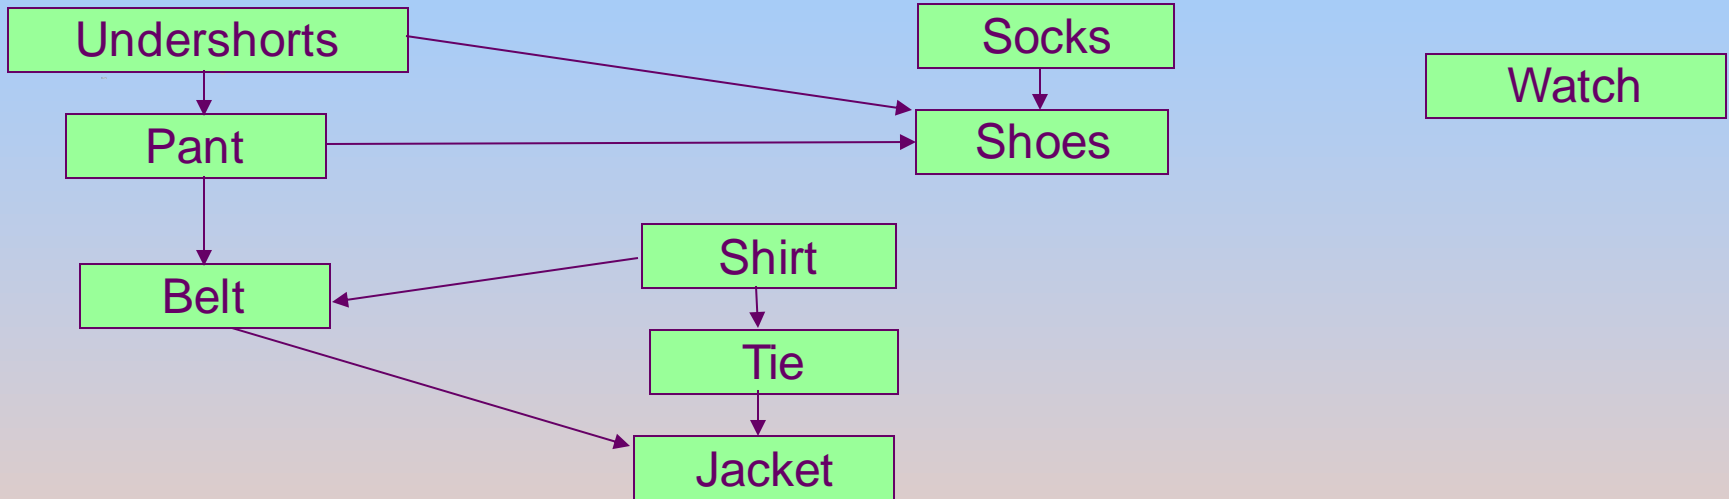 Undershorts
Socks
Watch
Pant
Shoes
Shirt
Belt
Tie
Jacket